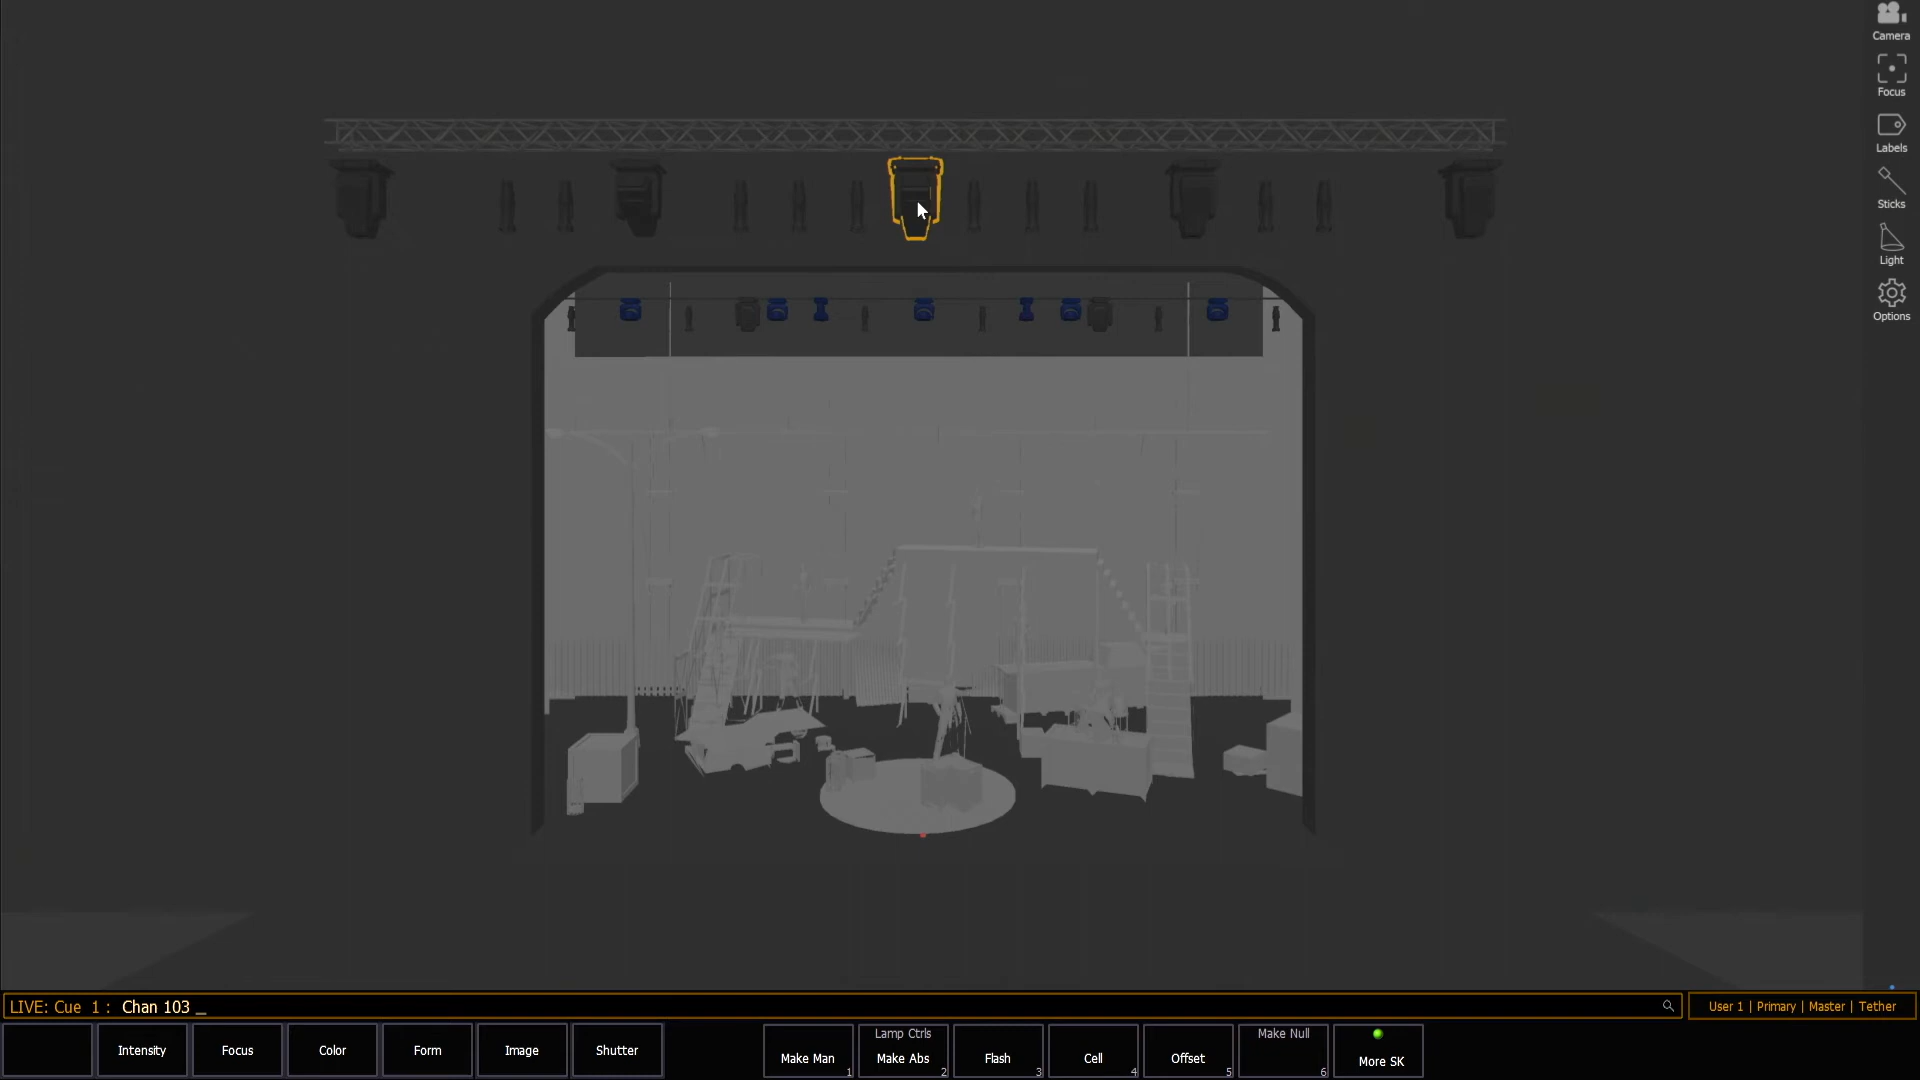 Camera
Focus
Labels
Sticks
Light
Options
LIVE: Cue 1 : Chan 103 _
User 1 | Primary | Master | Tether
Intensity
Focus
Color
Form
Image
Shutter
Make Man
1
Lamp Ctrls
Make Abs
2
Flash
3
Cell
4
Offset
5
Make Null
6
More SK